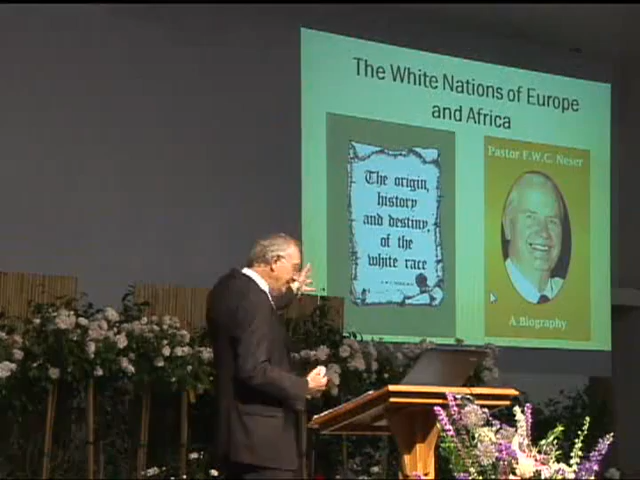 The White Nations of Europe
and Africa
The origin,
history
and destiny
of the
white race
Pastor F.W.C. Neser
A Biography